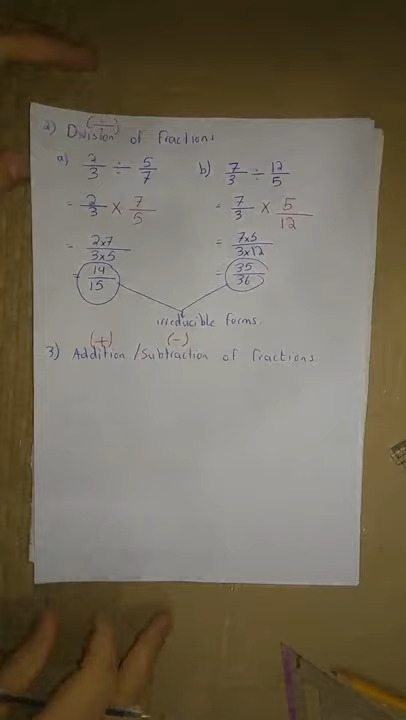 (÷)
2) Division of Fractions
a) 2/3 ÷ 5/7
b) 7/3 ÷ 12/5
= 2/3 × 7/5
= 7/3 × 5/12
= 2×7/3×5
= 7×5/3×12
= 14/15
= 35/36
irreducible forms.
(+) (-)
3) Addition /Subtraction of fractions